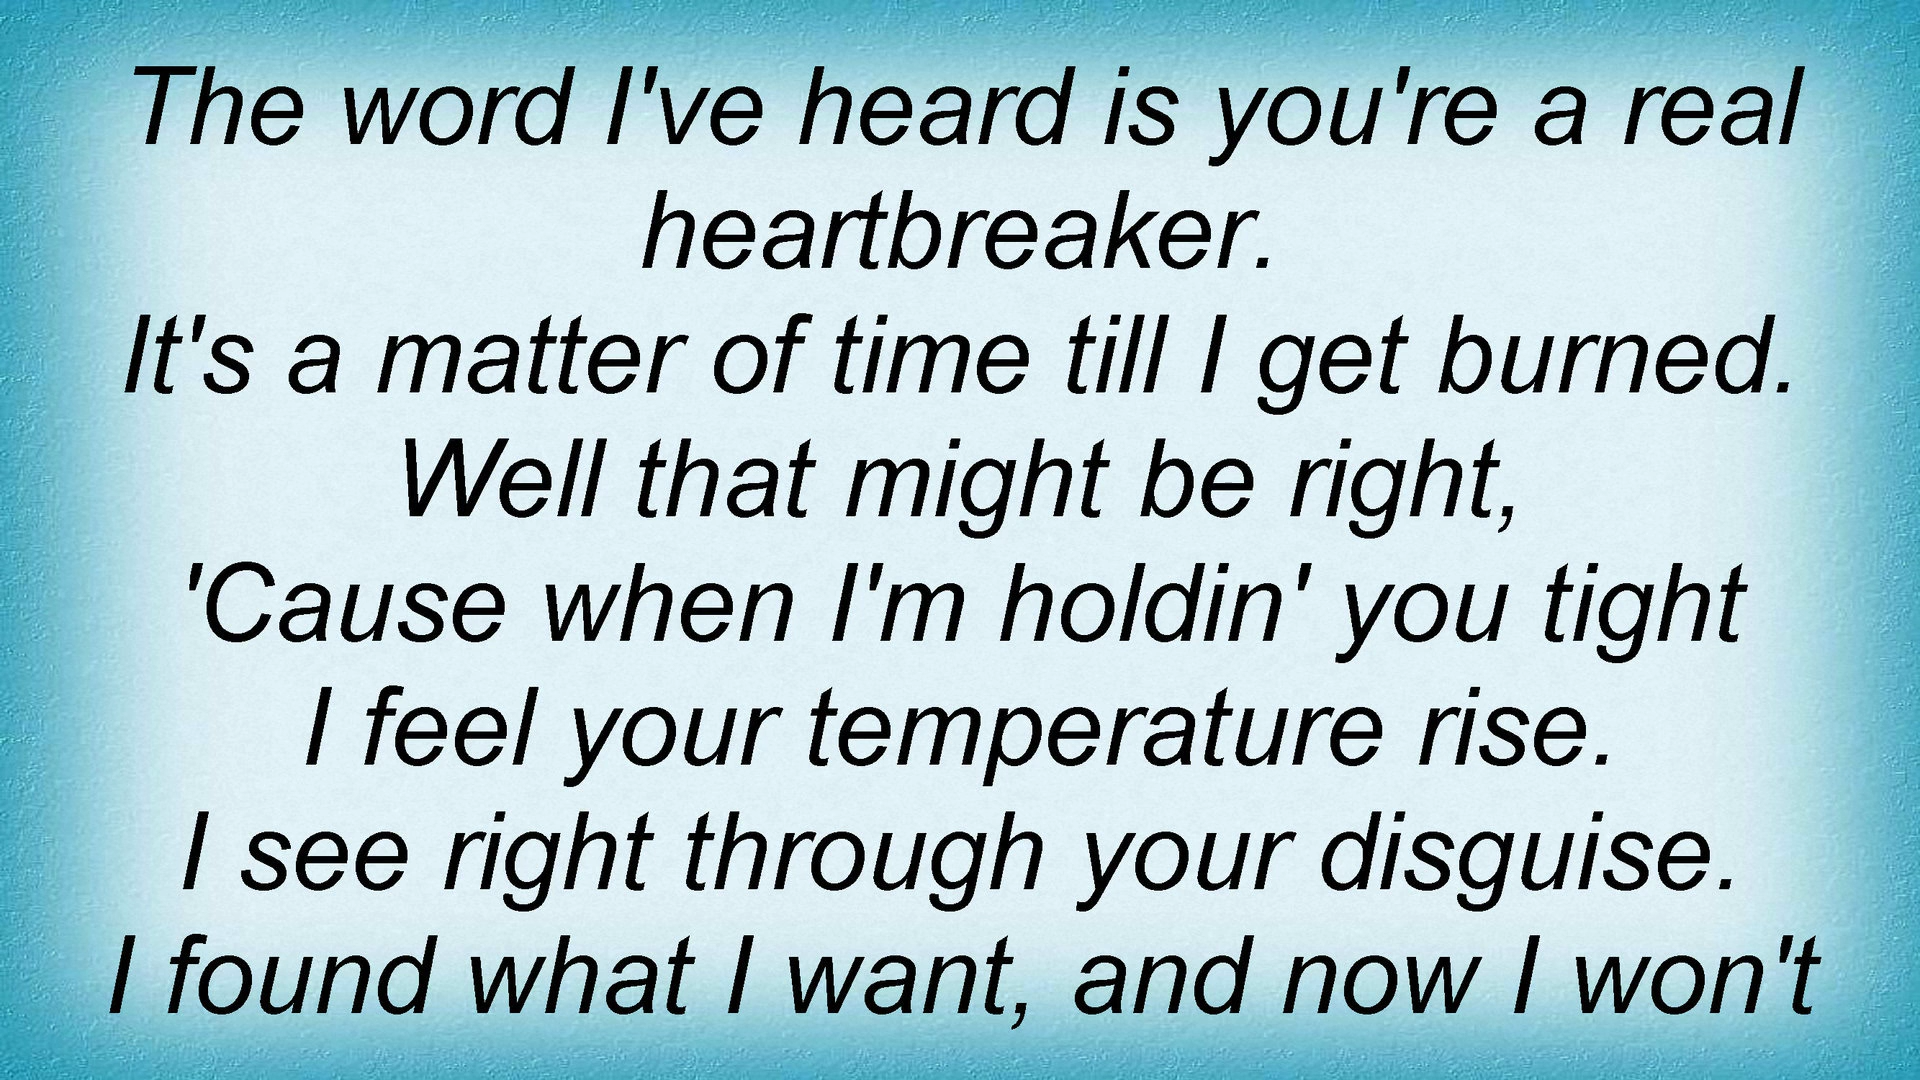 The word I've heard is you're a real
heartbreaker.
It's a matter of time till I get burned.
Well that might be right,
'Cause when I'm holdin' you tight
I feel your temperature rise.
I see right through your disguise.
I found what I want, and now I won't